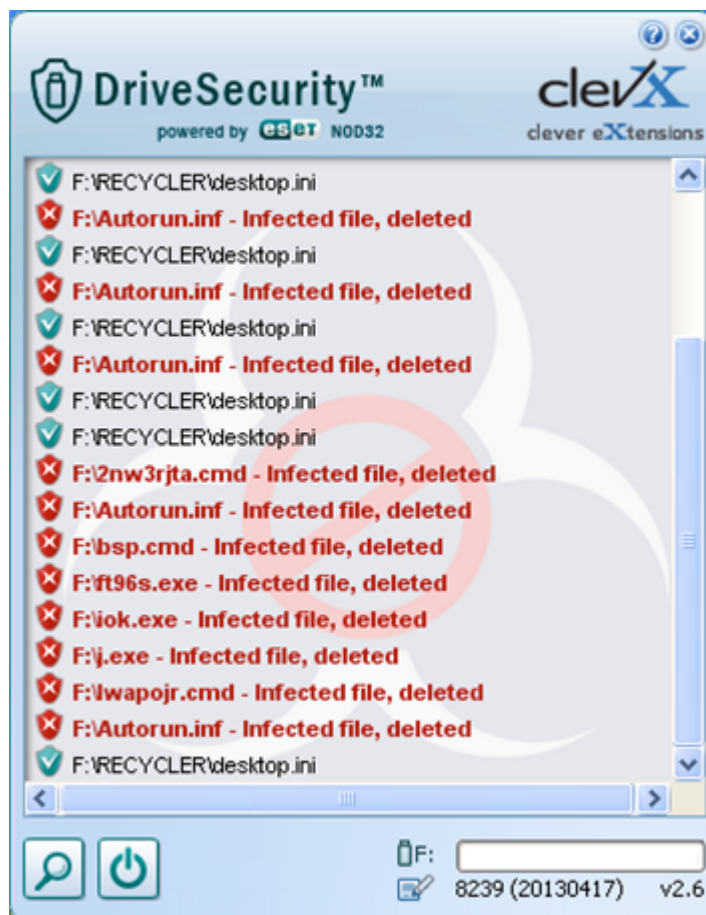 DriveSecurity™
powered by eset NOD32
clevX
clever eXtensions
F:\RECYCLER\desktop.ini
F:\Autorun.inf - Infected file, deleted
F:\RECYCLER\desktop.ini
F:\Autorun.inf - Infected file, deleted
F:\RECYCLER\desktop.ini
F:\Autorun.inf - Infected file, deleted
F:\RECYCLER\desktop.ini
F:\RECYCLER\desktop.ini
F:\2nw3rjta.cmd - Infected file, deleted
F:\Autorun.inf - Infected file, deleted
F:\bsp.cmd - Infected file, deleted
F:\ft96s.exe - Infected file, deleted
F:\iok.exe - Infected file, deleted
F:\j.exe - Infected file, deleted
F:\lwapojr.cmd - Infected file, deleted
F:\Autorun.inf - Infected file, deleted
F:\RECYCLER\desktop.ini
F:
8239 (20130417) v2.6